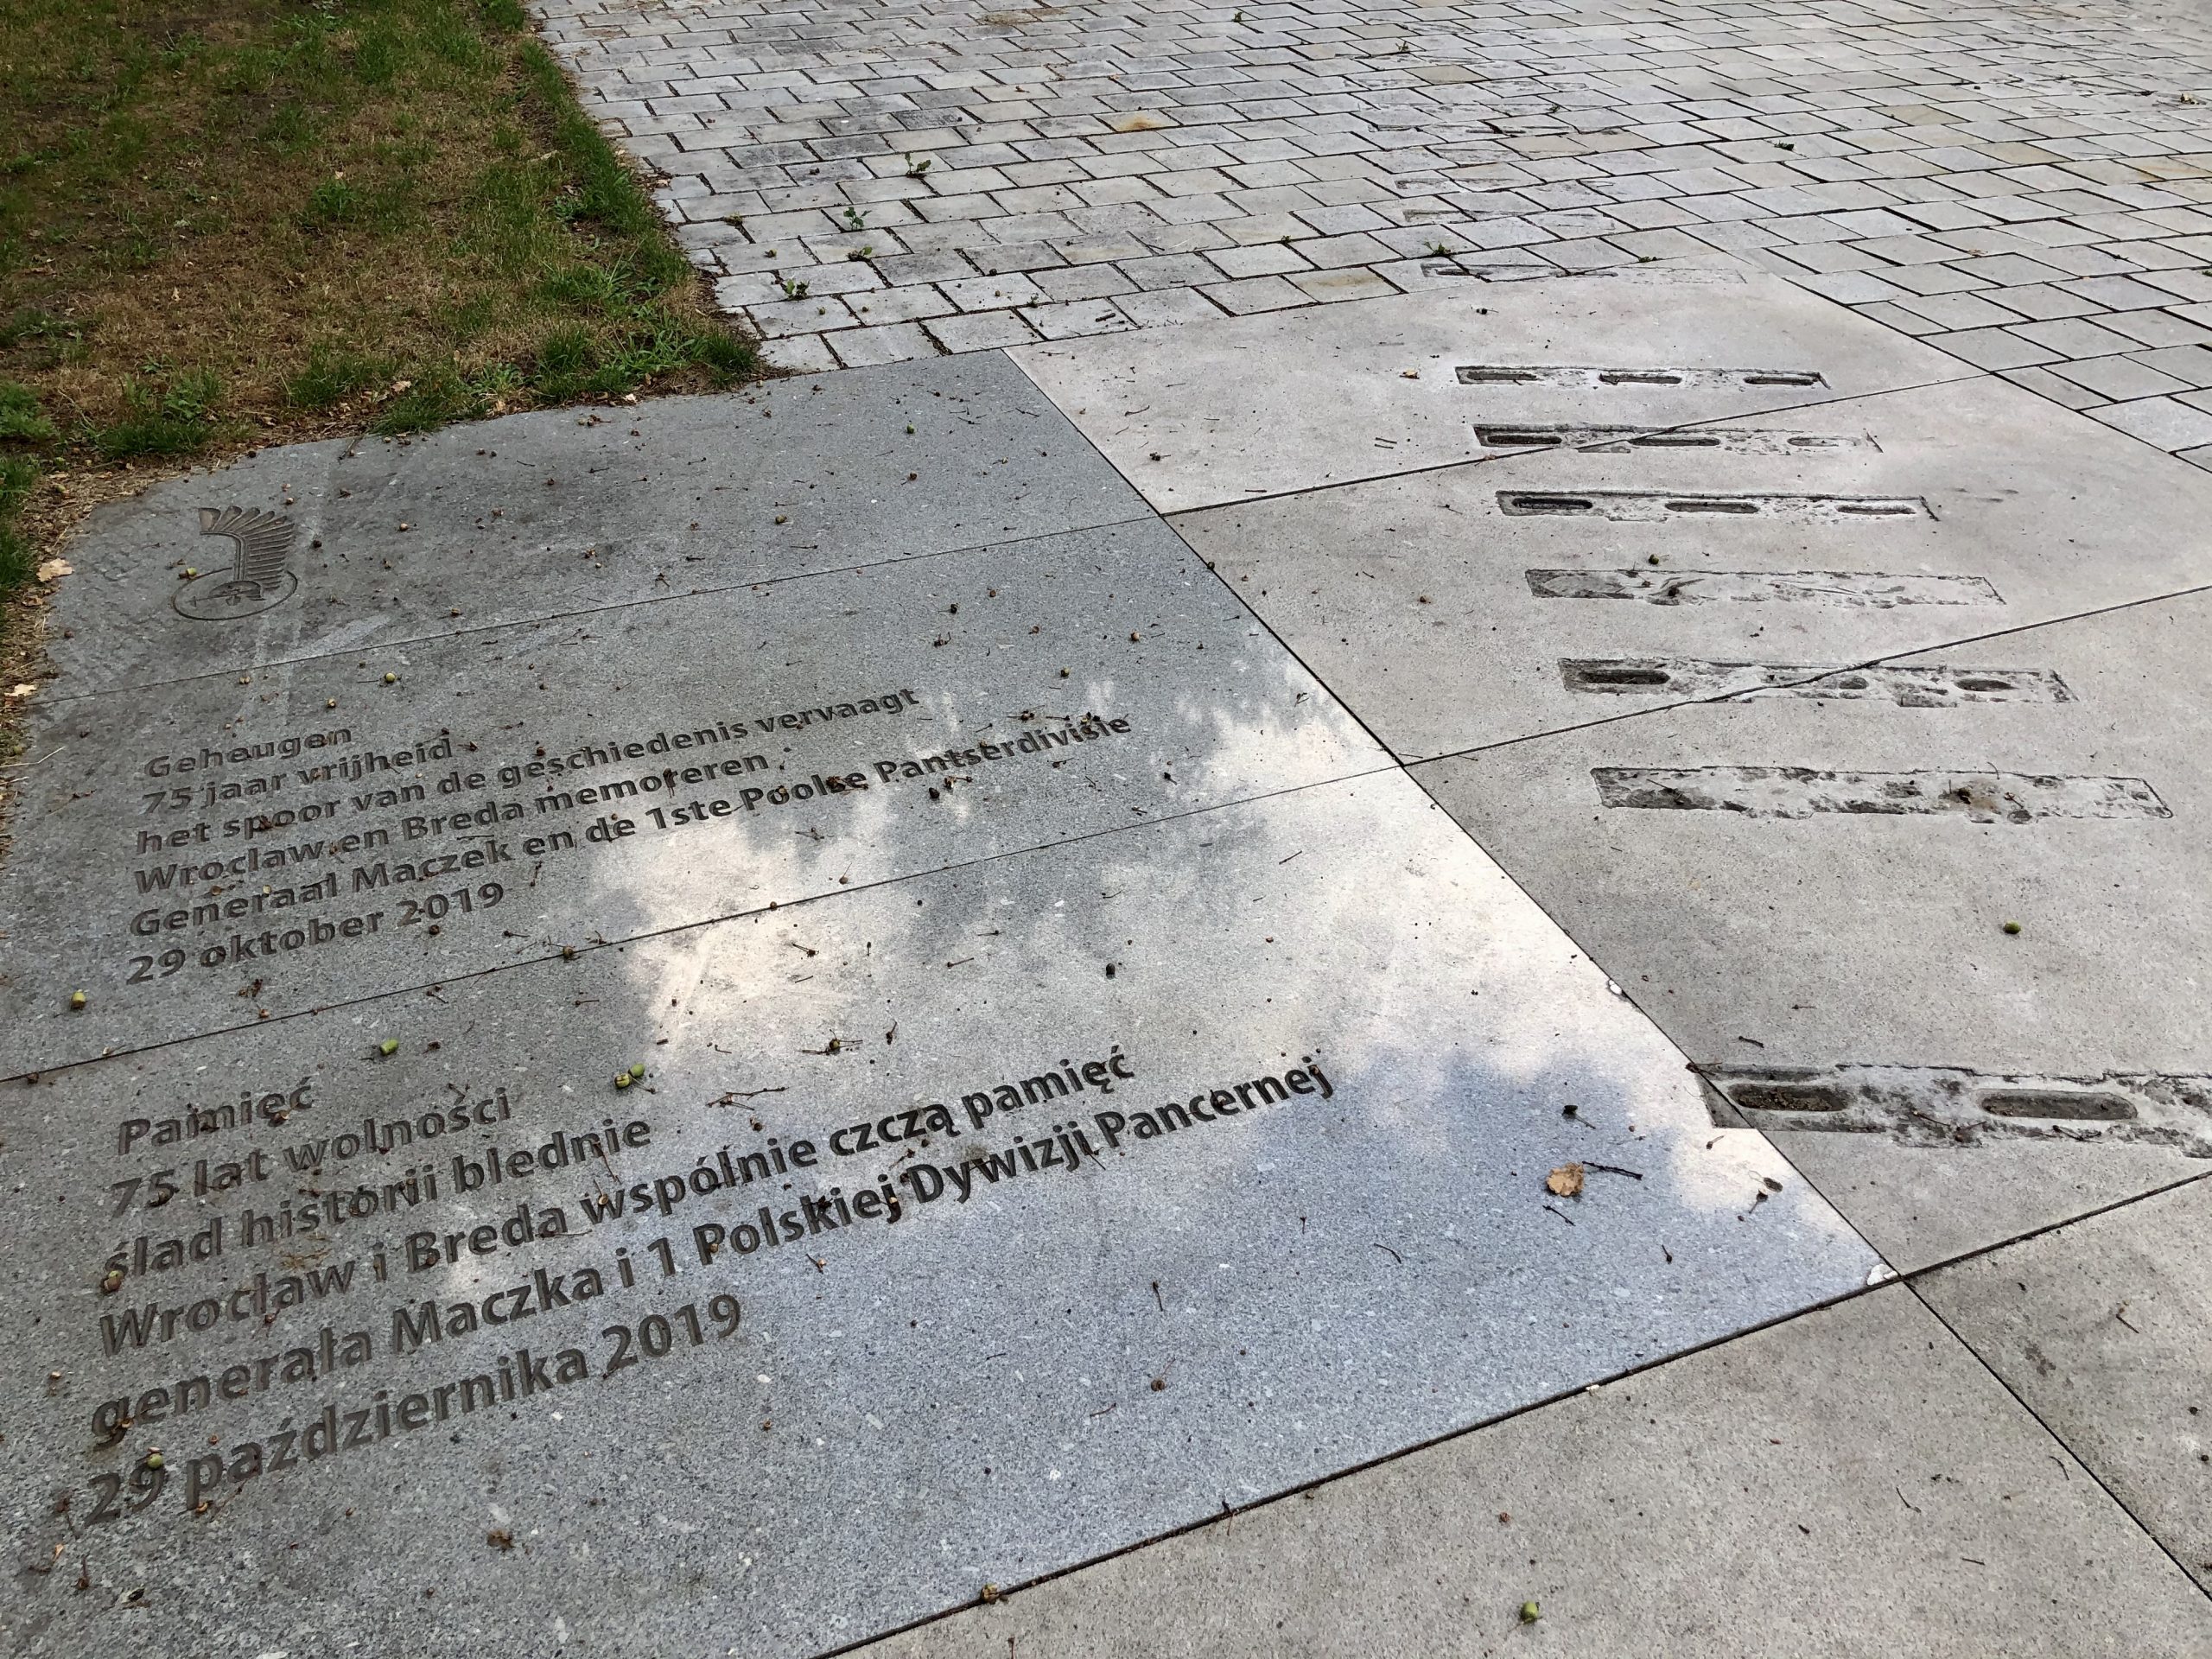 Geheugen
75 jaar vrijheid
het spoor van de geschiedenis vervaagt
Wroclaw en Breda memoreren
Generaal Maczek en de 1ste Poolse Pantserdivisie
29 oktober 2019
Pamięć
75 lat wolności
ślad historii blednie
Wrocław i Breda wspólnie czczą pamięć
generała Maczka i 1 Polskiej Dywizji Pancernej
29 października 2019